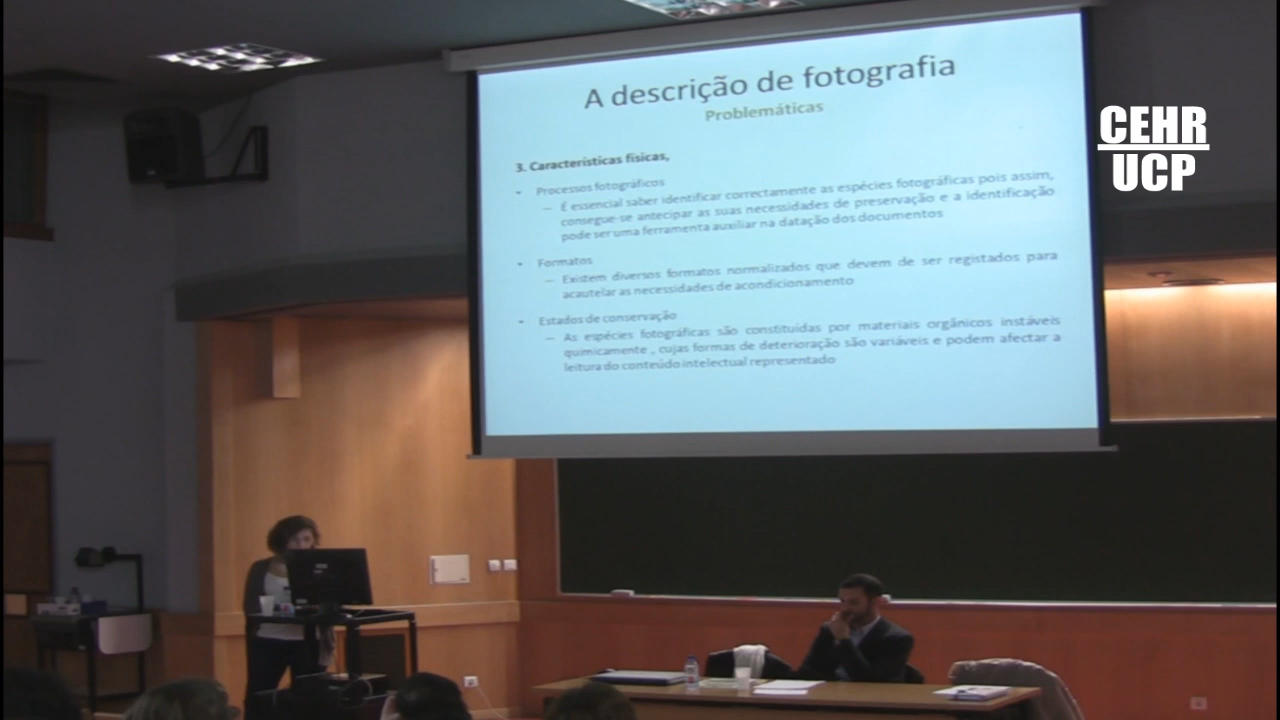 A descrição de fotografia
Problemáticas
3. Características físicas,
• Processos fotográficos
– É essencial saber identificar correctamente as espécies fotográficas pois assim,
consegue-se antecipar as suas necessidades de preservação e a identificação
pode ser uma ferramenta auxiliar na datação dos documentos
• Formatos
– Existem diversos formatos normalizados que devem de ser registados para
acautelar as necessidades de acondicionamento
• Estados de conservação
– As espécies fotográficas são constituídas por materiais orgânicos instáveis
quimicamente , cujas formas de deterioração são variáveis e podem afectar a
leitura do conteúdo intelectual representado
CEHR
UCP